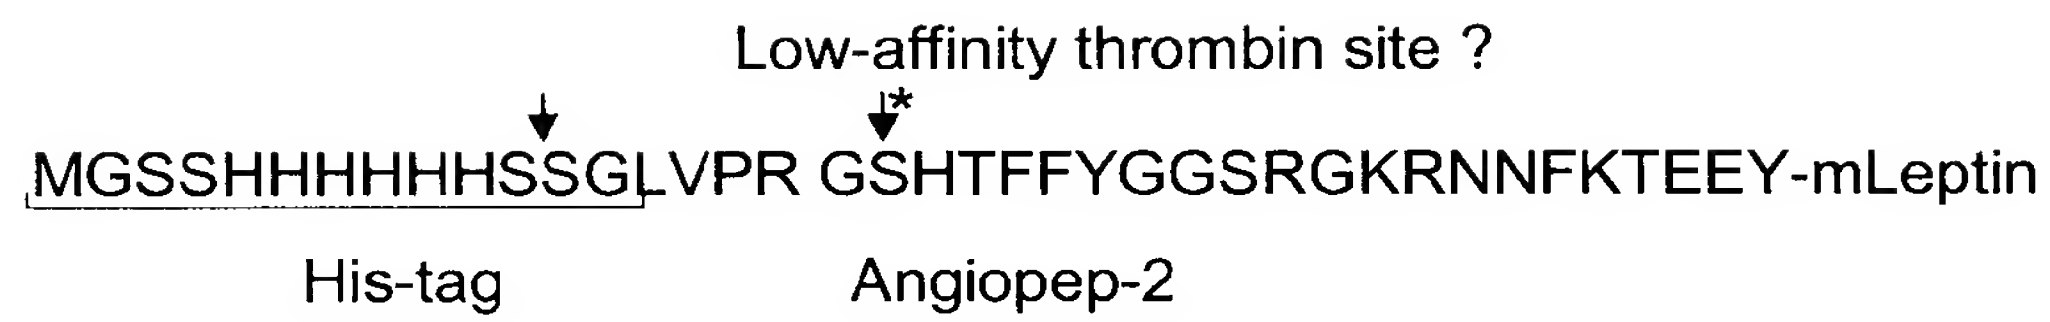 Low-affinity thrombin site ?
*
MGSSHHHHHHSSGLVPR GSHTFFYGGSRGKRNNFKTEEY-mLeptin
His-tag Angiopep-2